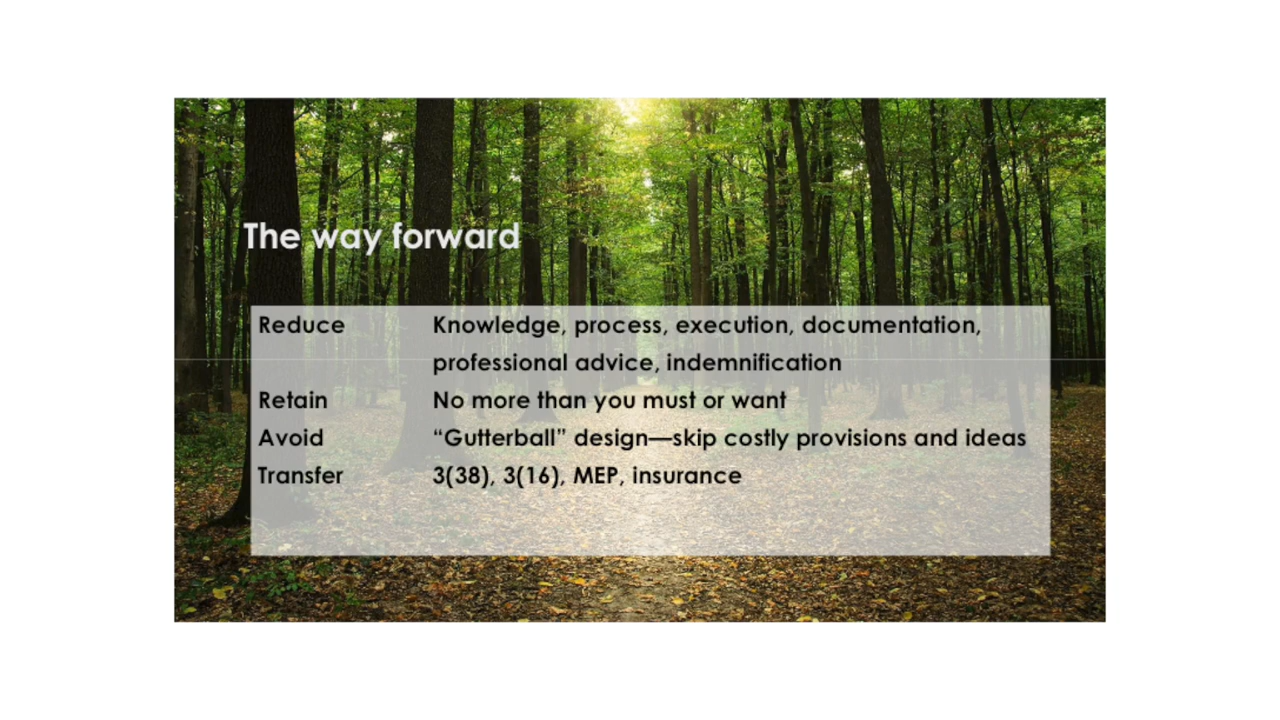 The way forward
Reduce Knowledge, process, execution, documentation,
professional advice, indemnification
Retain No more than you must or want
Avoid “Gutterball” design—skip costly provisions and ideas
Transfer 3(38), 3(16), MEP, insurance